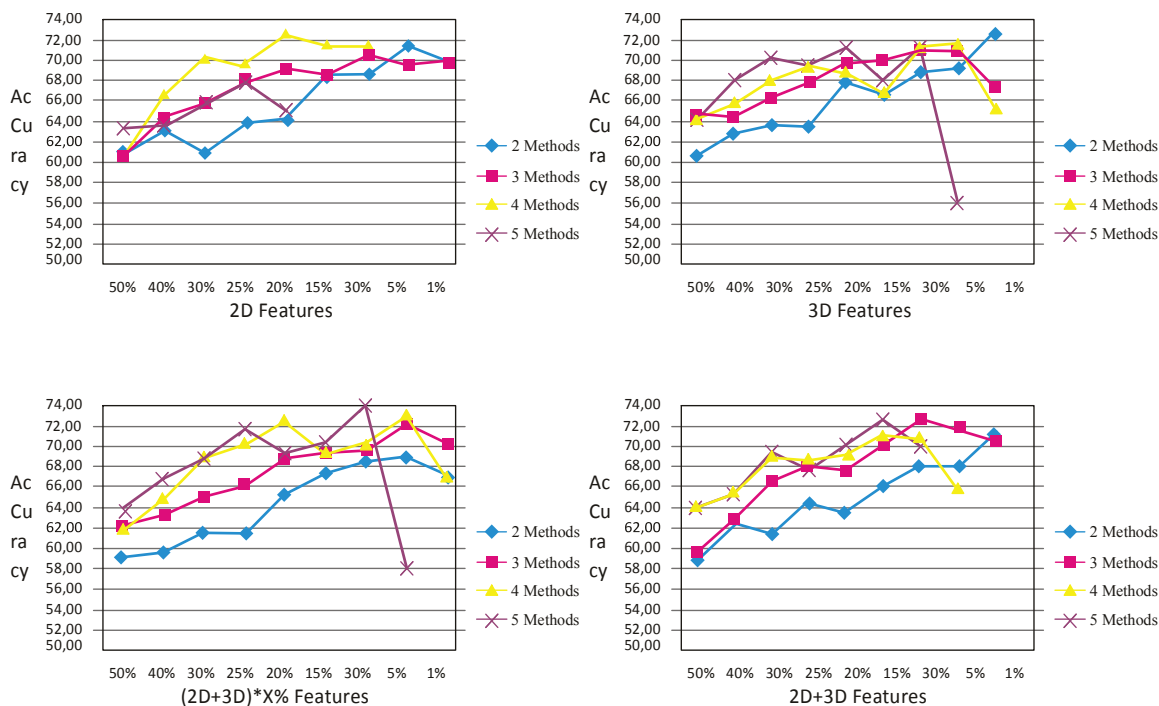 74,00
72,00
70,00
68,00
66,00
64,00
62,00
60,00
58,00
56,00
54,00
52,00
50,00
Ac
Cu
ra
cy
50% 40% 30% 25% 20% 15% 30% 5% 1%
2D Features
2 Methods
3 Methods
4 Methods
5 Methods
74,00
72,00
70,00
68,00
66,00
64,00
62,00
60,00
58,00
56,00
54,00
52,00
50,00
Ac
Cu
ra
cy
50% 40% 30% 25% 20% 15% 30% 5% 1%
3D Features
2 Methods
3 Methods
4 Methods
5 Methods
74,00
72,00
70,00
68,00
66,00
64,00
62,00
60,00
58,00
56,00
54,00
52,00
50,00
Ac
Cu
ra
cy
50% 40% 30% 25% 20% 15% 30% 5% 1%
(2D+3D)*X% Features
2 Methods
3 Methods
4 Methods
5 Methods
74,00
72,00
70,00
68,00
66,00
64,00
62,00
60,00
58,00
56,00
54,00
52,00
50,00
Ac
Cu
ra
cy
50% 40% 30% 25% 20% 15% 30% 5% 1%
2D+3D Features
2 Methods
3 Methods
4 Methods
5 Methods